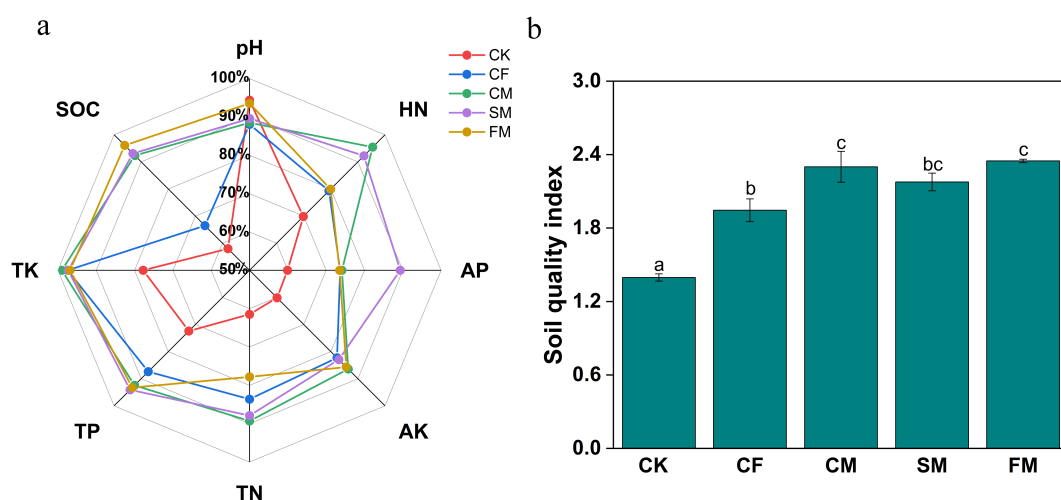 a
pH
100%
90%
80%
70%
60%
50%
HN
AP
AK
TN
TP
TK
SOC
CK
CF
CM
SM
FM
b
Soil quality index
3.0
2.4
1.8
1.2
0.6
0.0
a
b
c
bc
c
CK CF CM SM FM